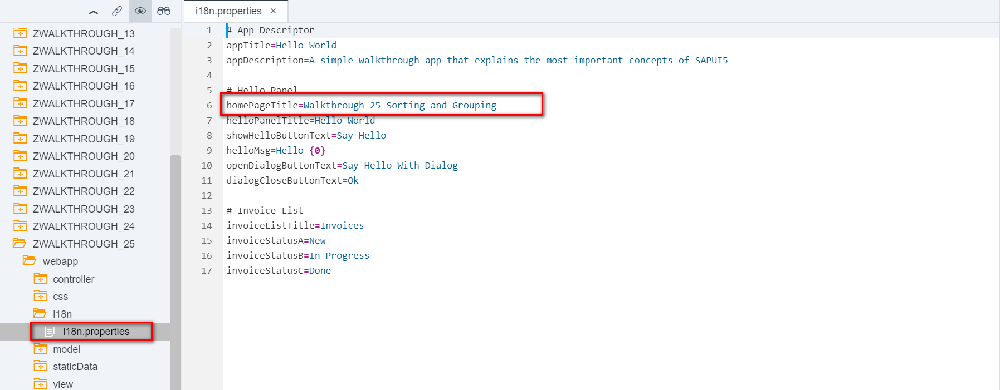 ZWALKTHROUGH_13
ZWALKTHROUGH_14
ZWALKTHROUGH_15
ZWALKTHROUGH_16
ZWALKTHROUGH_17
ZWALKTHROUGH_18
ZWALKTHROUGH_19
ZWALKTHROUGH_20
ZWALKTHROUGH_21
ZWALKTHROUGH_22
ZWALKTHROUGH_23
ZWALKTHROUGH_24
ZWALKTHROUGH_25
webapp
controller
css
i18n
i18n.properties
model
staticData
view
i18n.properties ×
1 # App Descriptor
2 appTitle=Hello World
3 appDescription=A simple walkthrough app that explains the most important concepts of SAPUI5
4
5 # Hello Panel
6 homePageTitle=Walkthrough 25 Sorting and Grouping
7 helloPanelTitle=Hello World
8 showHelloButtonText=Say Hello
9 helloMsg=Hello {0}
10 openDialogButtonText=Say Hello With Dialog
11 dialogCloseButtonText=Ok
12
13 # Invoice List
14 invoiceListTitle=Invoices
15 invoiceStatusA=New
16 invoiceStatusB=In Progress
17 invoiceStatusC=Done